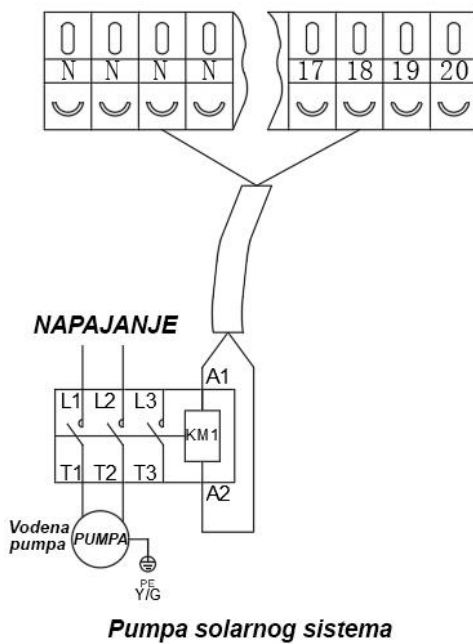 N N N N 17 18 19 20
NAPAJANJE
A1
L1 L2 L3
KM1
T1 T2 T3
A2
Vodena
pumpa
PUMPA
PE
Y/G
Pumpa solarnog sistema